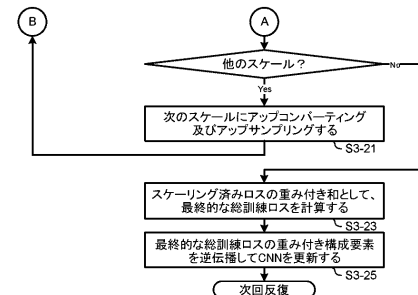 B
A
他のスケール？
No
Yes
次のスケールにアップコンバーティング
及びアップサンプリングする
S3-21
スケーリング済みロスの重み付き和として、
最終的な総訓練ロスを計算する
S3-23
最終的な総訓練ロスの重み付き構成要素
を逆伝播してCNNを更新する
S3-25
次回反復